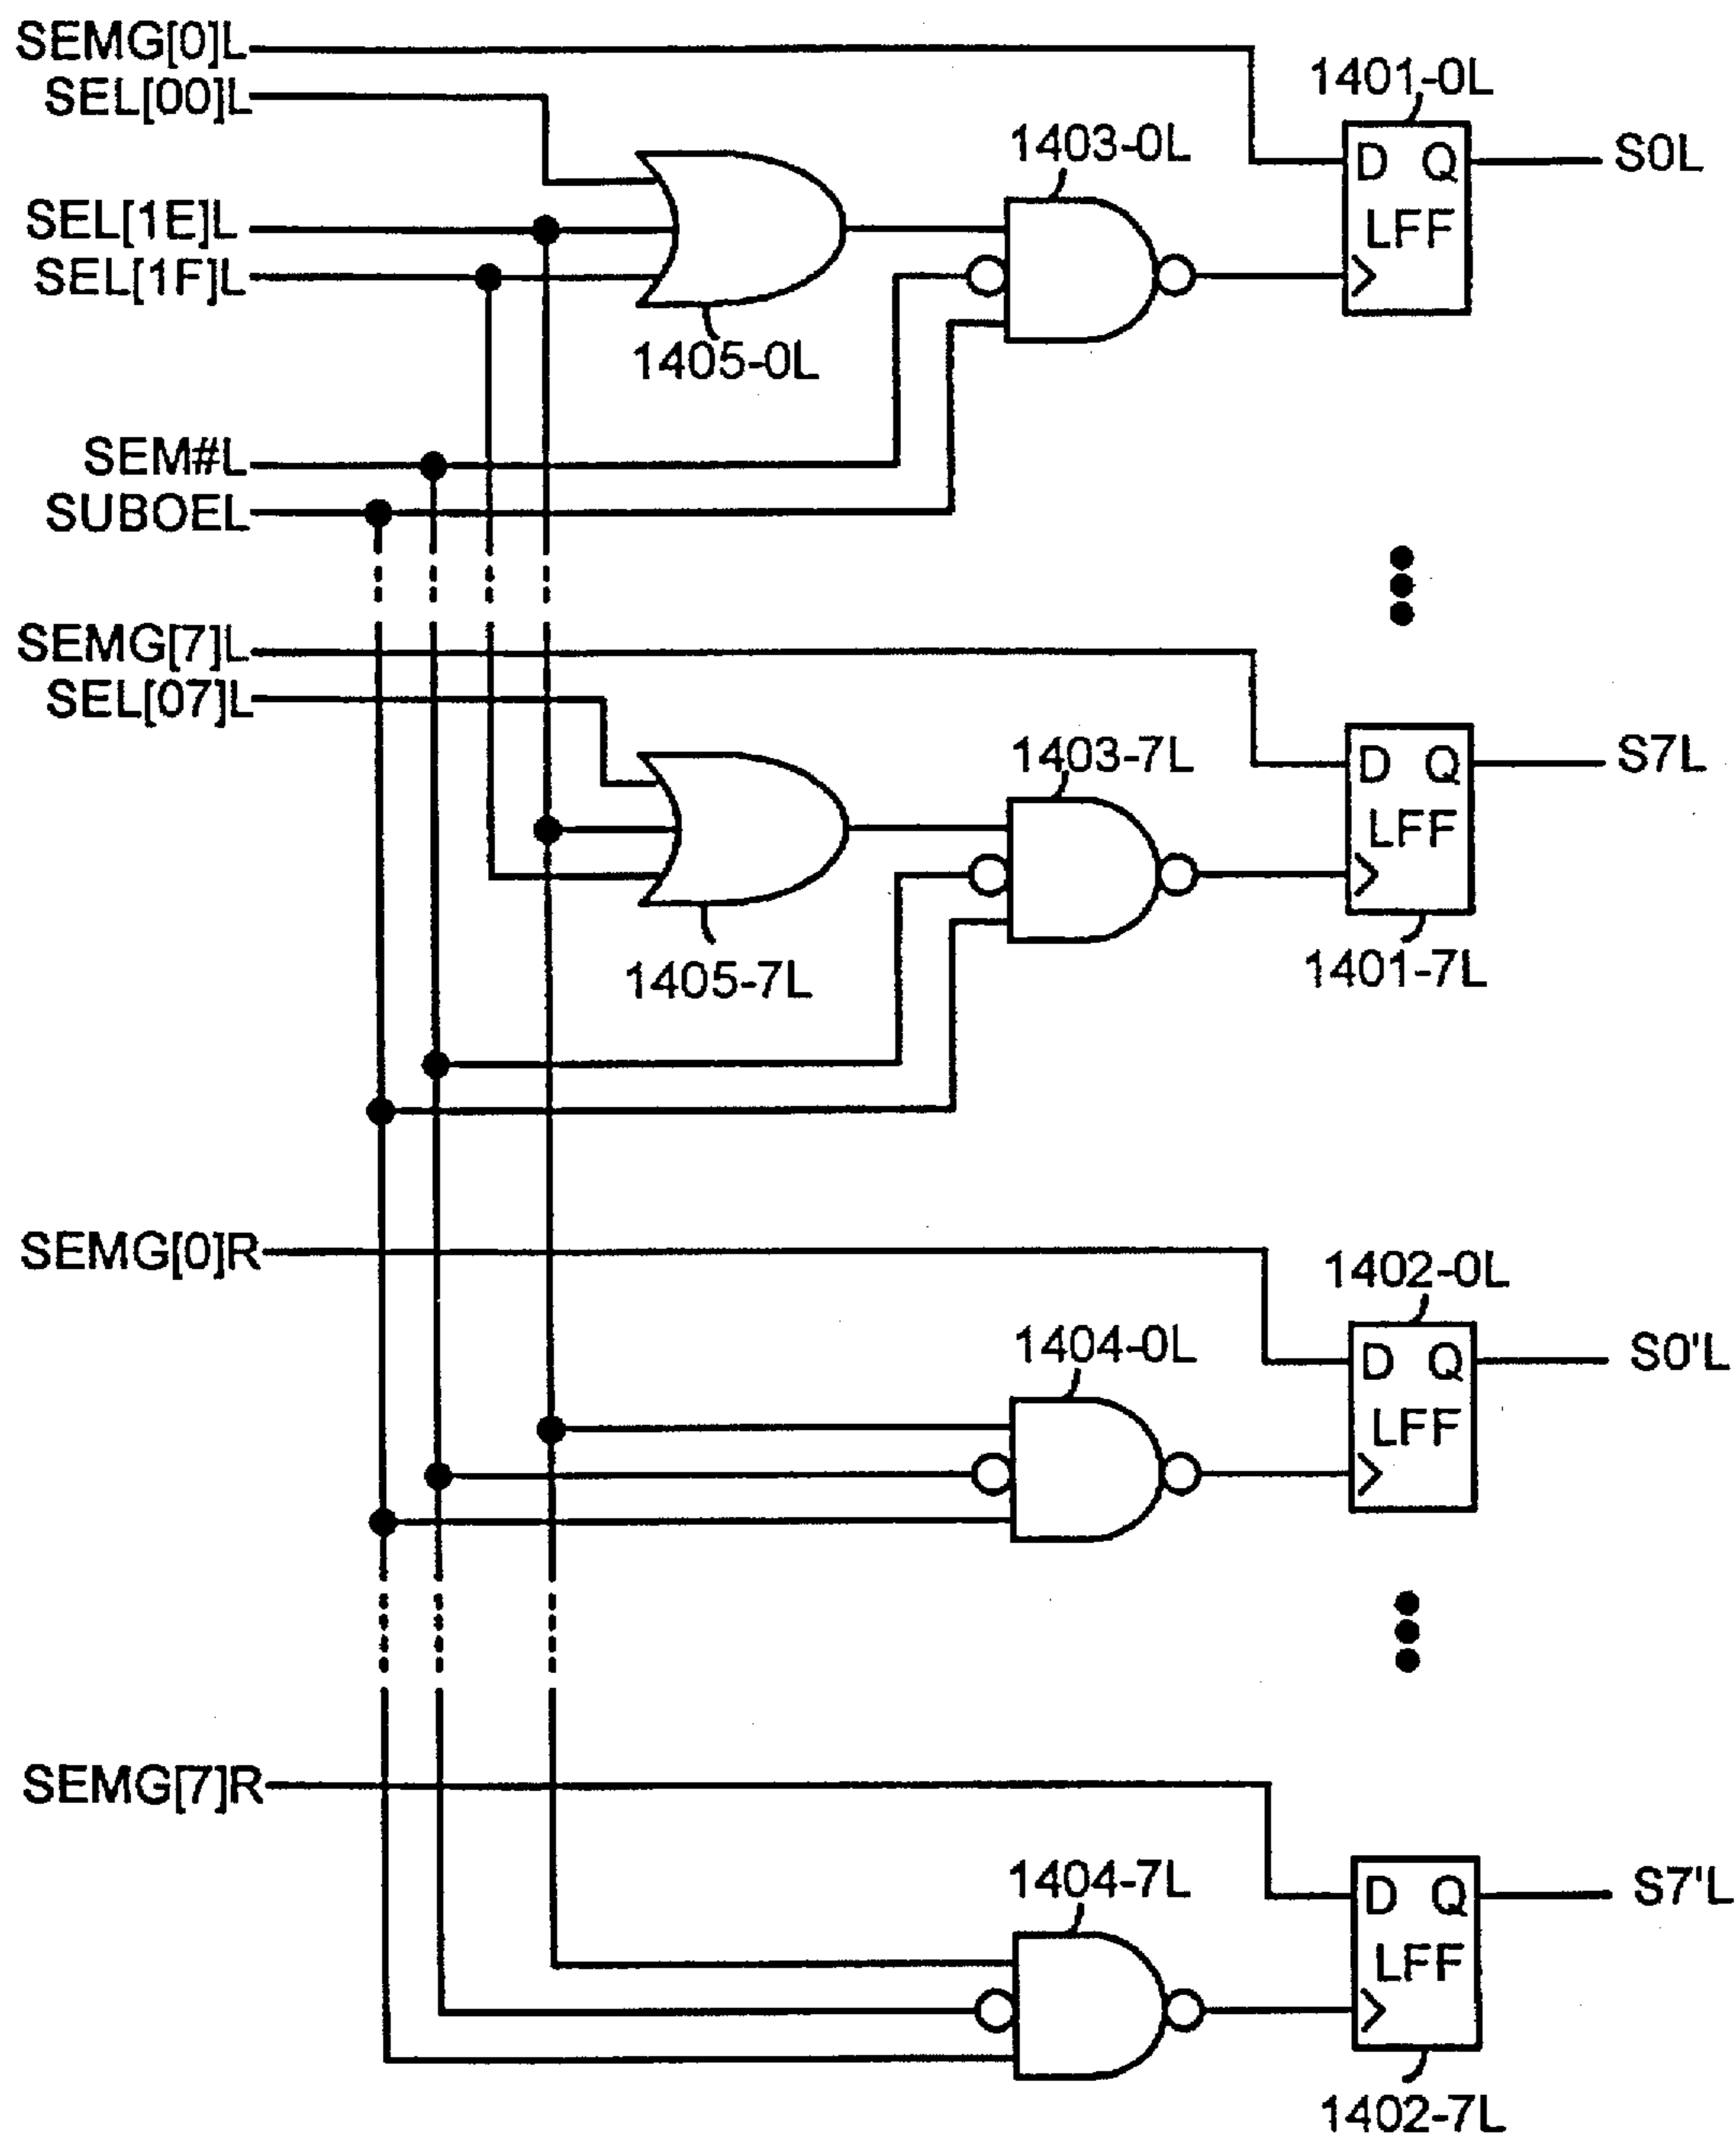 SEMG[0]L
SEL[00]L
1401-0L
1403-0L
D Q
S0L
SEL[1E]L
LFF
SEL[1F]L
1405-0L
SEM#L
SUBOEL
SEMG[7]L
SEL[07]L
1403-7L
D Q
S7L
LFF
1405-7L
1401-7L
SEMG[0]R
1402-0L
1404-0L
D Q
S0'L
LFF
SEMG[7]R
1404-7L
D Q
S7'L
LFF
1402-7L